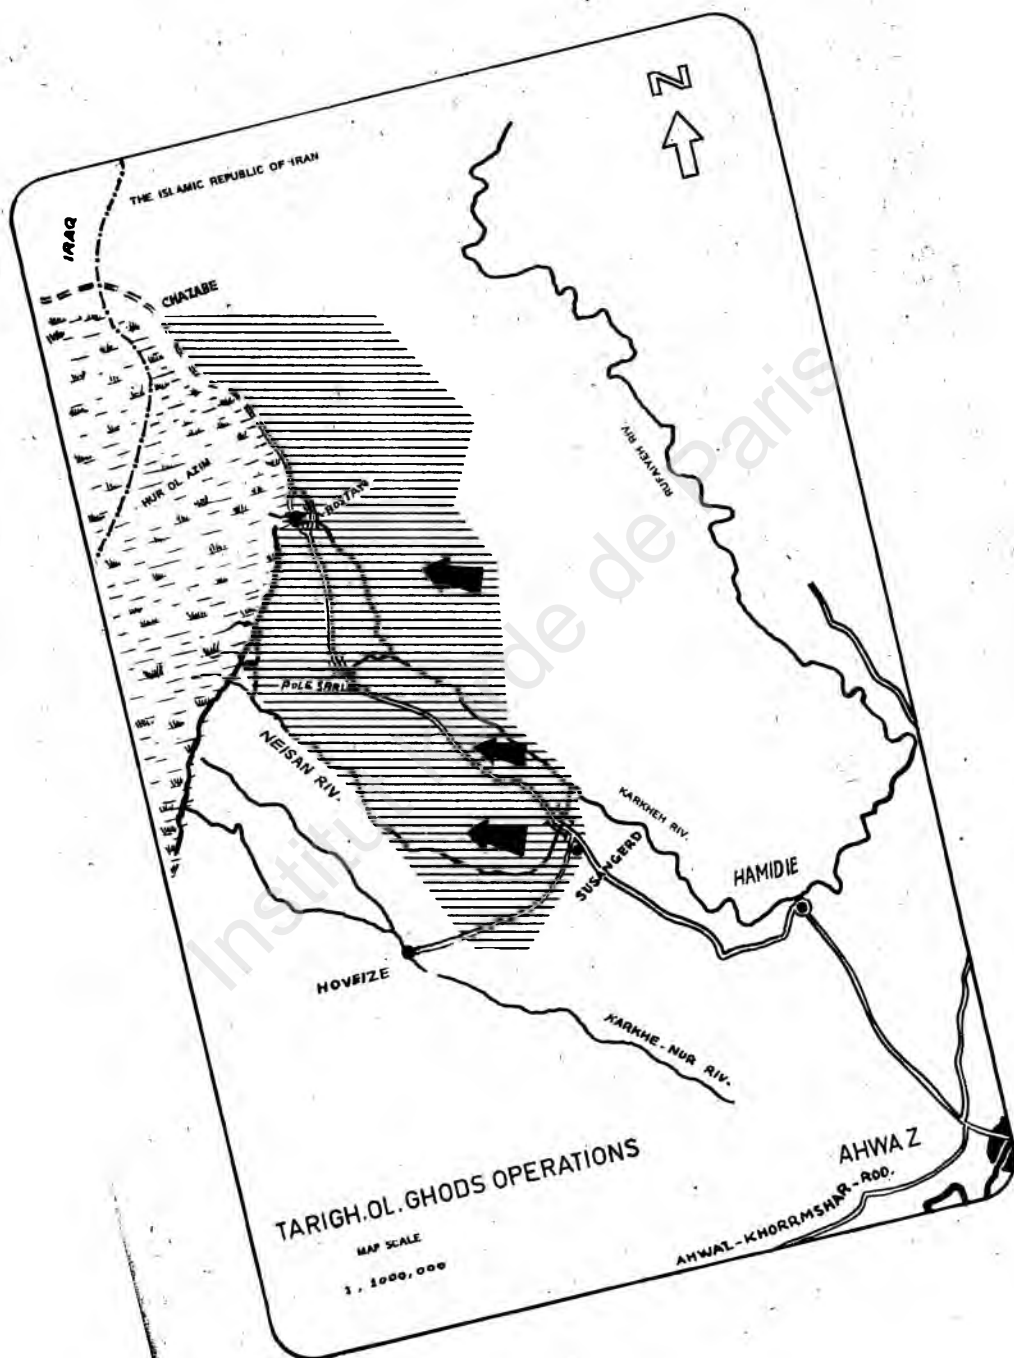 N
THE ISLAMIC REPUBLIC OF IRAN
IRAQ
CHAZABE
RUFAIYEH RIV.
HUR OL AZIM
BOSTAN
POLE SABLE
NEISAN RIV.
KARKHEH RIV.
SUSANGERD
HAMIDIE
HOVEIZE
KARKHE-NUR RIV.
AHWAZ
AHWAZ-KHORRMSHAR-ROD.
TARIGH.OL.GHODS OPERATIONS
MAP SCALE
1, 1000,000
Institut Kurde de Paris